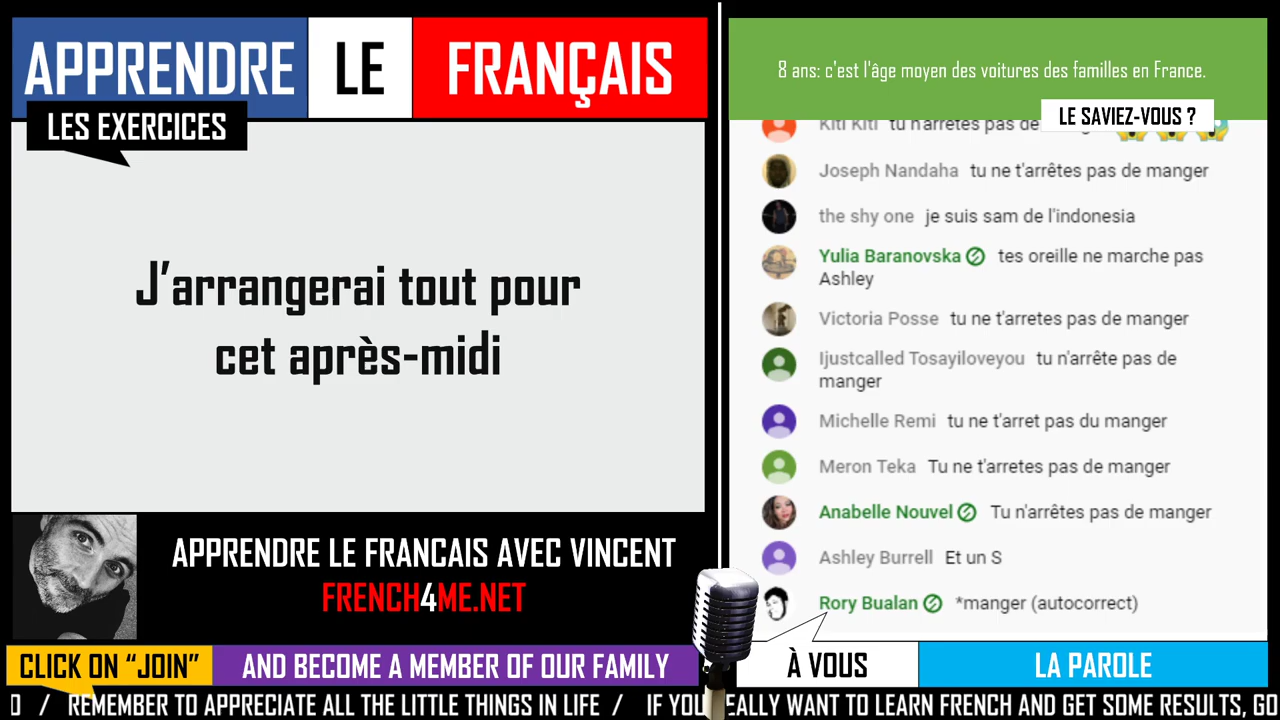 APPRENDRE LE FRANÇAIS
LES EXERCICES
J'arrangerai tout pour
cet après-midi
APPRENDRE LE FRANCAIS AVEC VINCENT
FRENCH4ME.NET
CLICK ON “JOIN”
AND BECOME A MEMBER OF OUR FAMILY
8 ans: c'est l'âge moyen des voitures des familles en France.
LE SAVIEZ-VOUS ?
Kiti Kiti tu n'arrêtes pas de
Joseph Nandaha tu ne t'arrêtes pas de manger
the shy one je suis sam de l'indonesia
Yulia Baranovska tes oreille ne marche pas
Ashley
Victoria Posse tu ne t'arretes pas de manger
Ijustcalled Tosayiloveyou tu n'arrête pas de
manger
Michelle Remi tu ne t'arret pas du manger
Meron Teka Tu ne t'arretes pas de manger
Anabelle Nouvel Tu n'arrêtes pas de manger
Ashley Burrell Et un S
Rory Bualan *manger (autocorrect)
À VOUS
LA PAROLE
/ REMEMBER TO APPRECIATE ALL THE LITTLE THINGS IN LIFE / IF YOU REALLY WANT TO LEARN FRENCH AND GET SOME RESULTS, GO